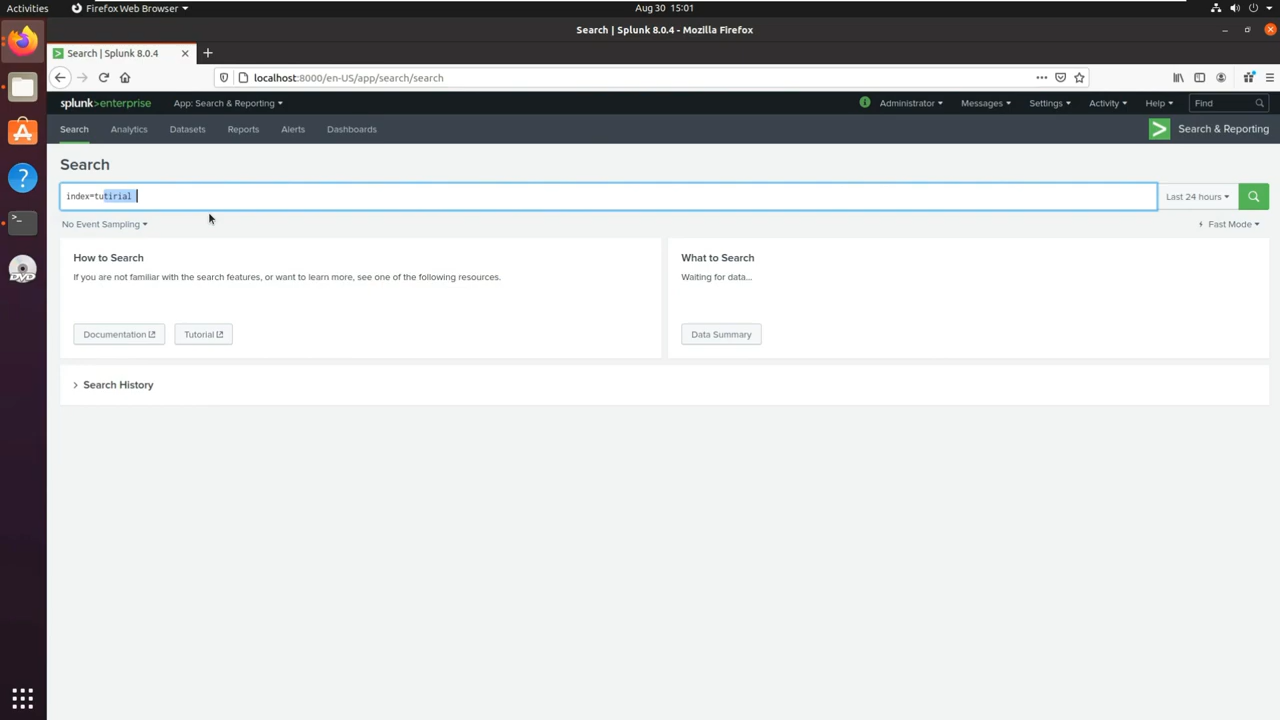 Activities Firefox Web Browser Aug 30 15:01
Search | Splunk 8.0.4 - Mozilla Firefox
Search | Splunk 8.0.4
localhost:8000/en-US/app/search/search
splunk>enterprise App: Search & Reporting i Administrator Messages Settings Activity Help Find
Search Analytics Datasets Reports Alerts Dashboards > Search & Reporting
Search
index=tutirial Last 24 hours
No Event Sampling Fast Mode
How to Search What to Search
If you are not familiar with the search features, or want to learn more, see one of the following resources. Waiting for data...
Documentation Tutorial Data Summary
Search History
DVD